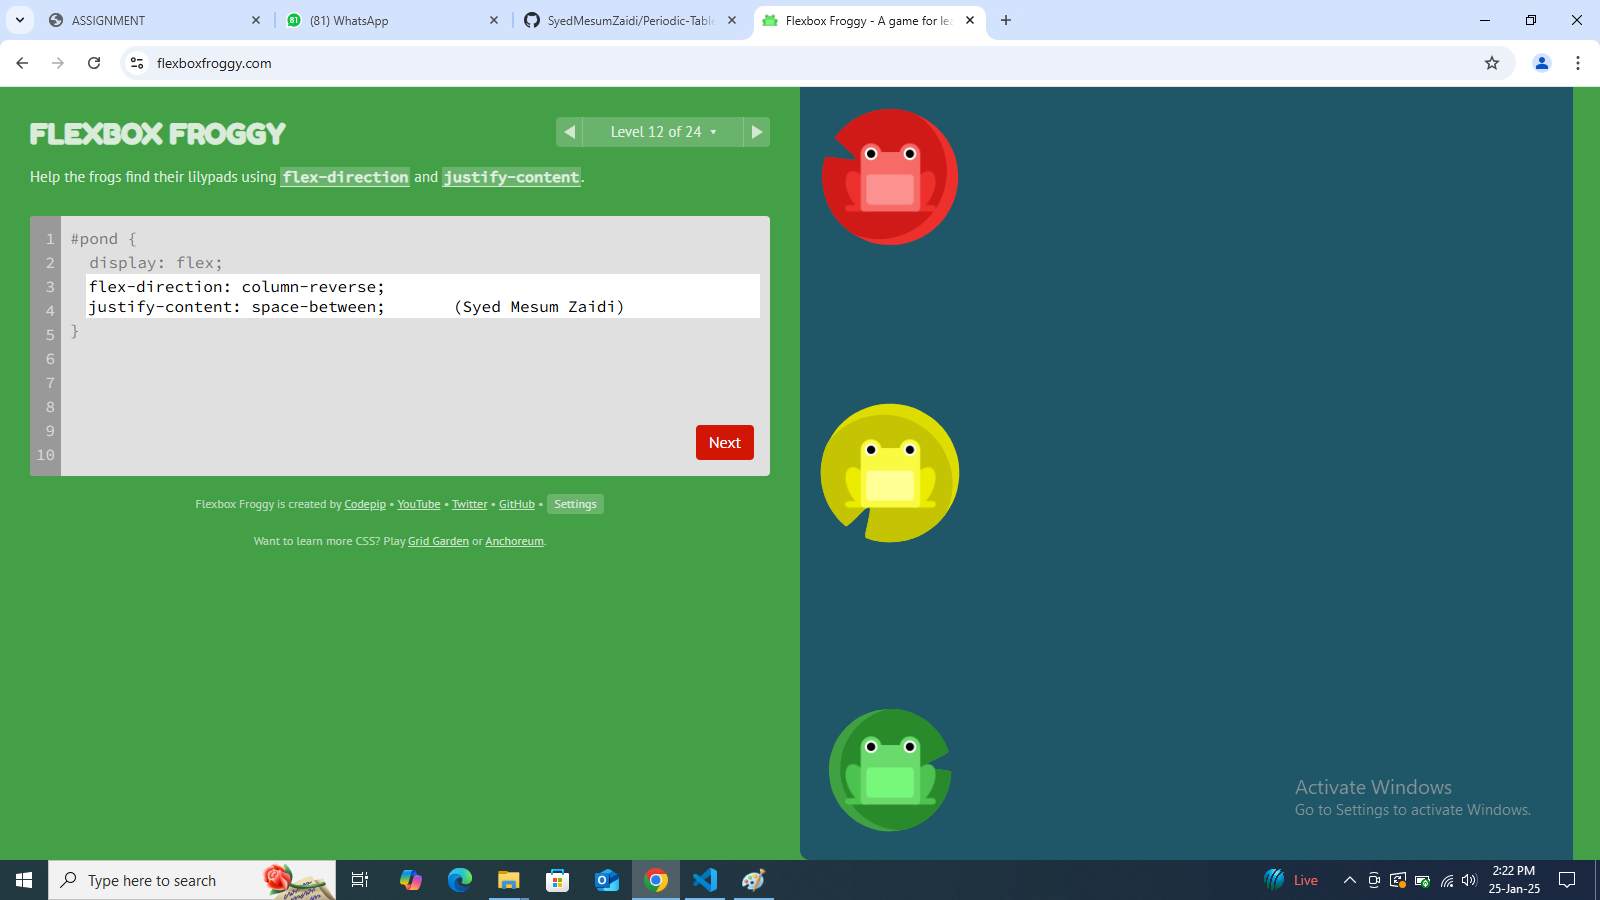 ASSIGNMENT
(81) WhatsApp
SyedMesumZaidi/Periodic-Table
Flexbox Froggy - A game for lea
flexboxfroggy.com
FLEXBOX FROGGY
Level 12 of 24
Help the frogs find their lilypads using flex-direction and justify-content.
1 #pond {
2 display: flex;
3 flex-direction: column-reverse;
4 justify-content: space-between; (Syed Mesum Zaidi)
5 }
6
7
8
9
10
Next
Flexbox Froggy is created by Codepip • YouTube • Twitter • GitHub • Settings
Want to learn more CSS? Play Grid Garden or Anchoreum.
Activate Windows
Go to Settings to activate Windows.
Type here to search
Live
2:22 PM
25-Jan-25